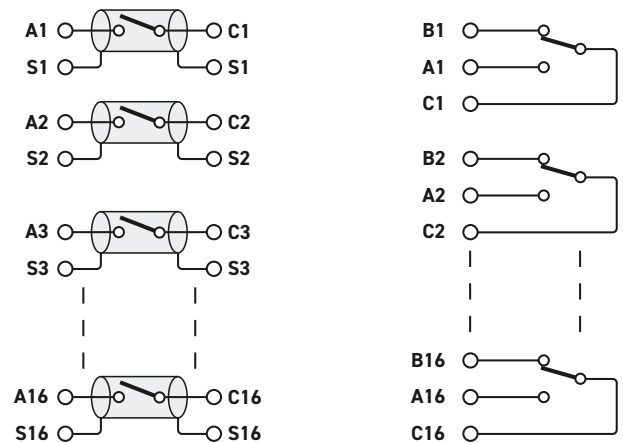 A1 C1
S1 S1
A2 C2
S2 S2
A3 C3
S3 S3
A16 C16
S16 S16
B1
A1
C1
B2
A2
C2
B16
A16
C16